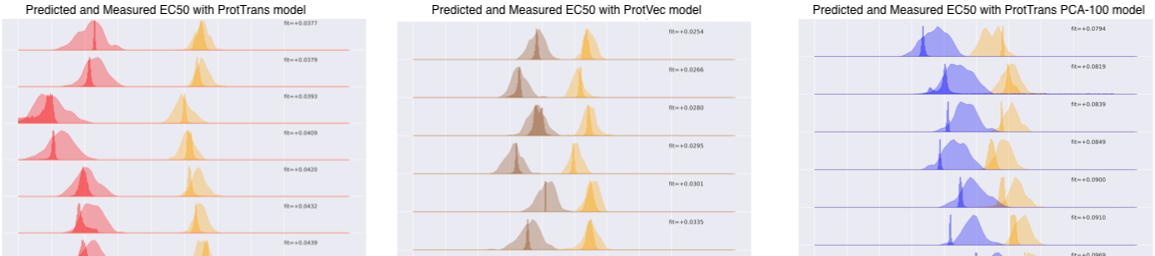 Predicted and Measured EC50 with ProtTrans model
fit=+0.0377
fit=+0.0379
fit=+0.0393
fit=+0.0409
fit=+0.0420
fit=+0.0432
fit=+0.0439
Predicted and Measured EC50 with ProtVec model
fit=+0.0254
fit=+0.0266
fit=+0.0280
fit=+0.0295
fit=+0.0301
fit=+0.0335
Predicted and Measured EC50 with ProtTrans PCA-100 model
fit=+0.0794
fit=+0.0819
fit=+0.0839
fit=+0.0849
fit=+0.0900
fit=+0.0910
fit=+0.0969